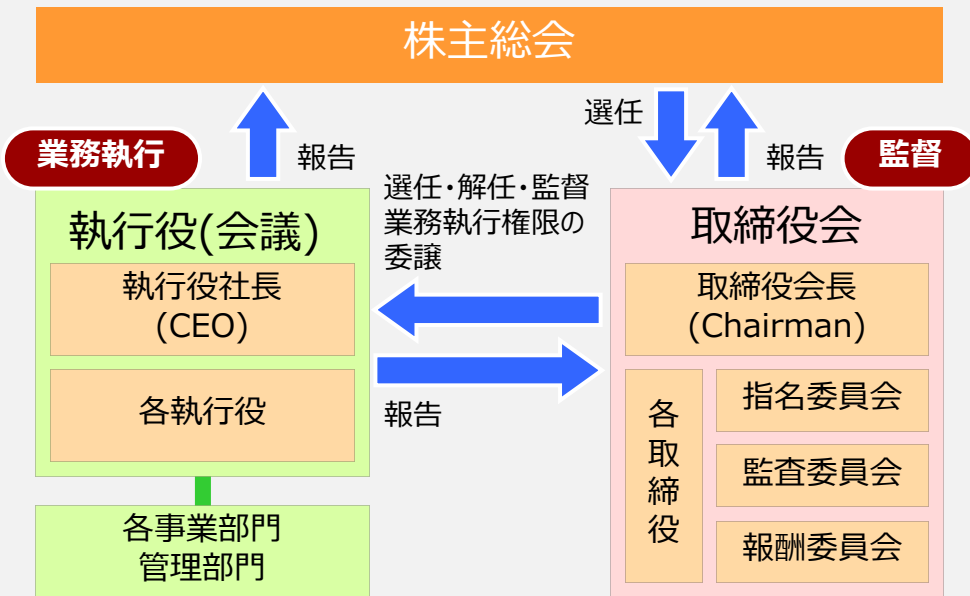 株主総会
選任
業務執行
報告
報告
監督
執行役(会議)
執行役社長
(CEO)
各執行役
各事業部門
管理部門
選任・解任・監督
業務執行権限の
委譲
報告
取締役会
取締役会長
(Chairman)
各取締役
指名委員会
監査委員会
報酬委員会